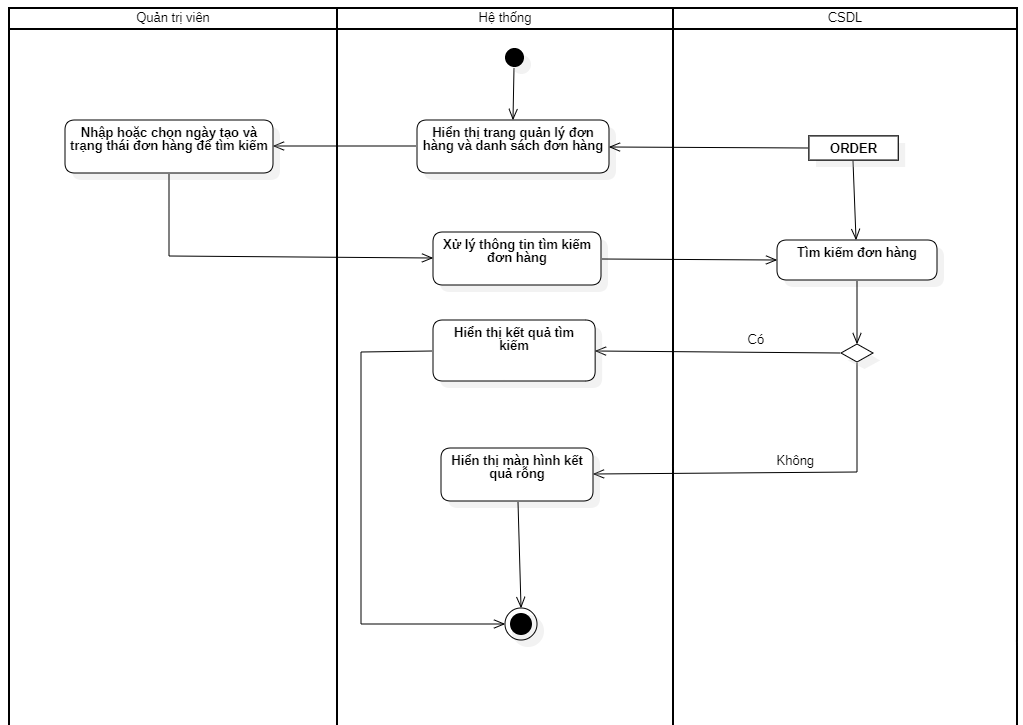 Quản trị viên
Hệ thống
CSDL
Nhập hoặc chọn ngày tạo và
trạng thái đơn hàng để tìm kiếm
Hiển thị trang quản lý đơn
hàng và danh sách đơn hàng
ORDER
Xử lý thông tin tìm kiếm
đơn hàng
Tìm kiếm đơn hàng
Hiển thị kết quả tìm
kiếm
Có
Hiển thị màn hình kết
quả rỗng
Không